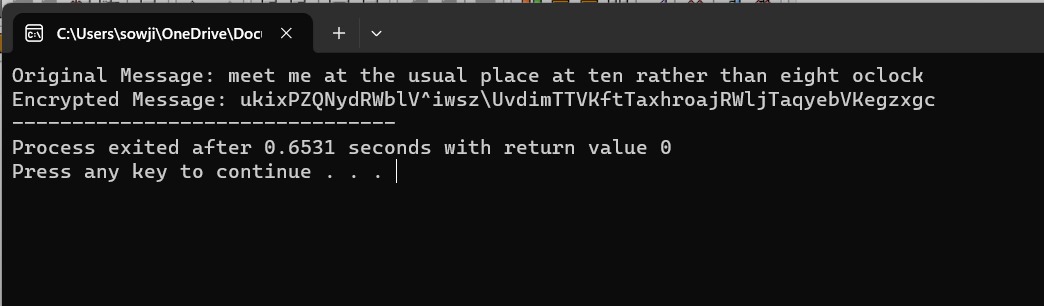 C:\Users\sowji\OneDrive\Doc
Original Message: meet me at the usual place at ten rather than eight oclock
Encrypted Message: ukixPZQNydRWblV^iwsz\UvdimTTVKftTaxhroajRWljTaqyebVKegzxgc
--------------------------------
Process exited after 0.6531 seconds with return value 0
Press any key to continue . . .